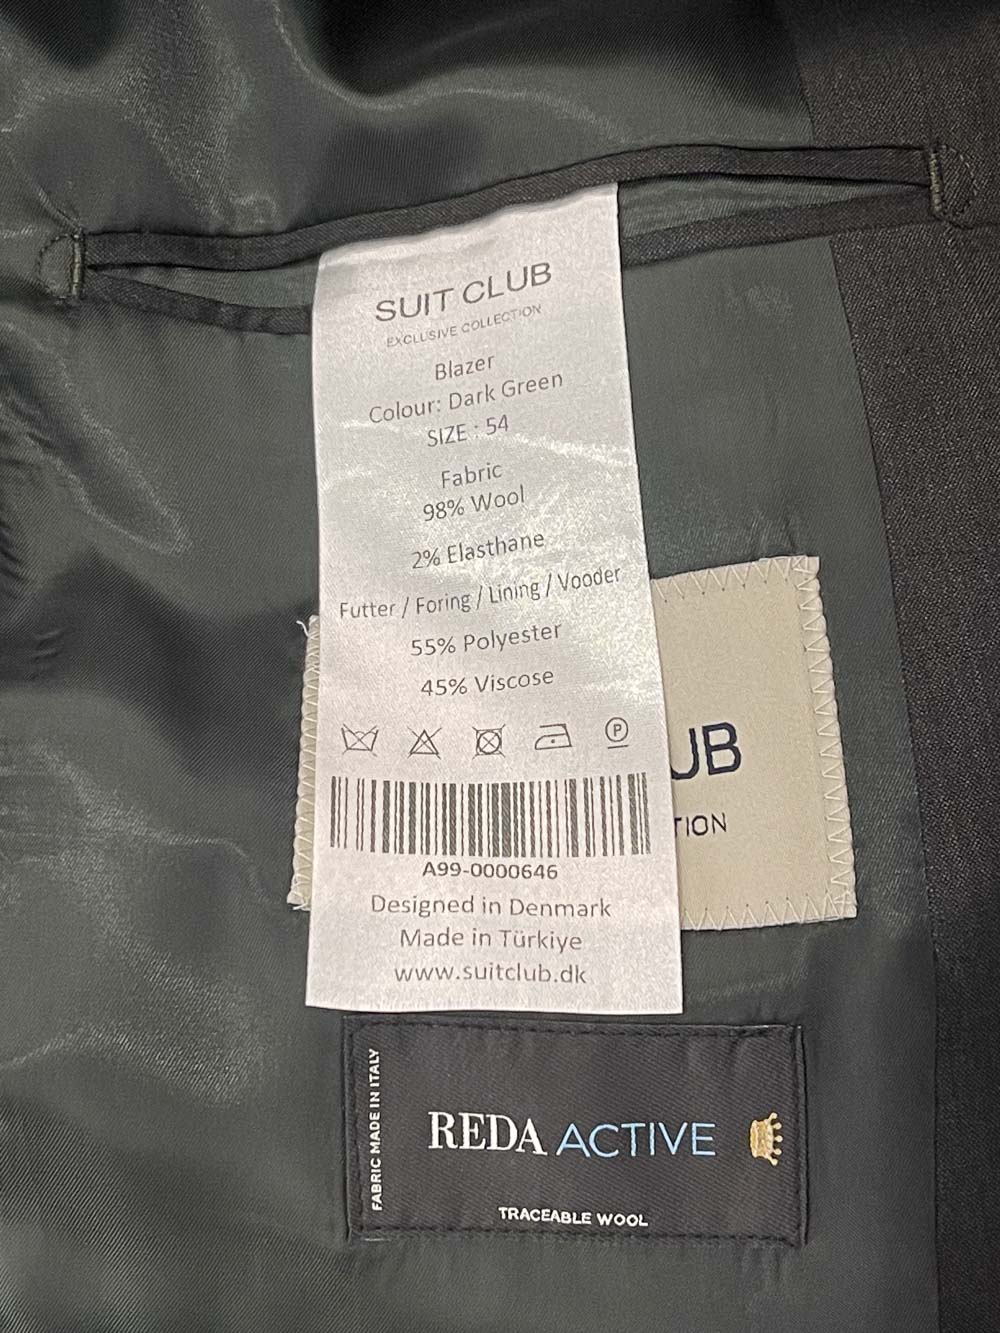 SUIT CLUB
EXCLUSIVE COLLECTION
Blazer
Colour: Dark Green
SIZE : 54
Fabric
98% Wool
2% Elasthane
Futter / Foring / Lining / Vooder
55% Polyester
45% Viscose
P
A99-0000646
Designed in Denmark
Made in Türkiye
www.suitclub.dk
UB
TION
FABRIC MADE IN ITALY
REDA ACTIVE
TRACEABLE WOOL